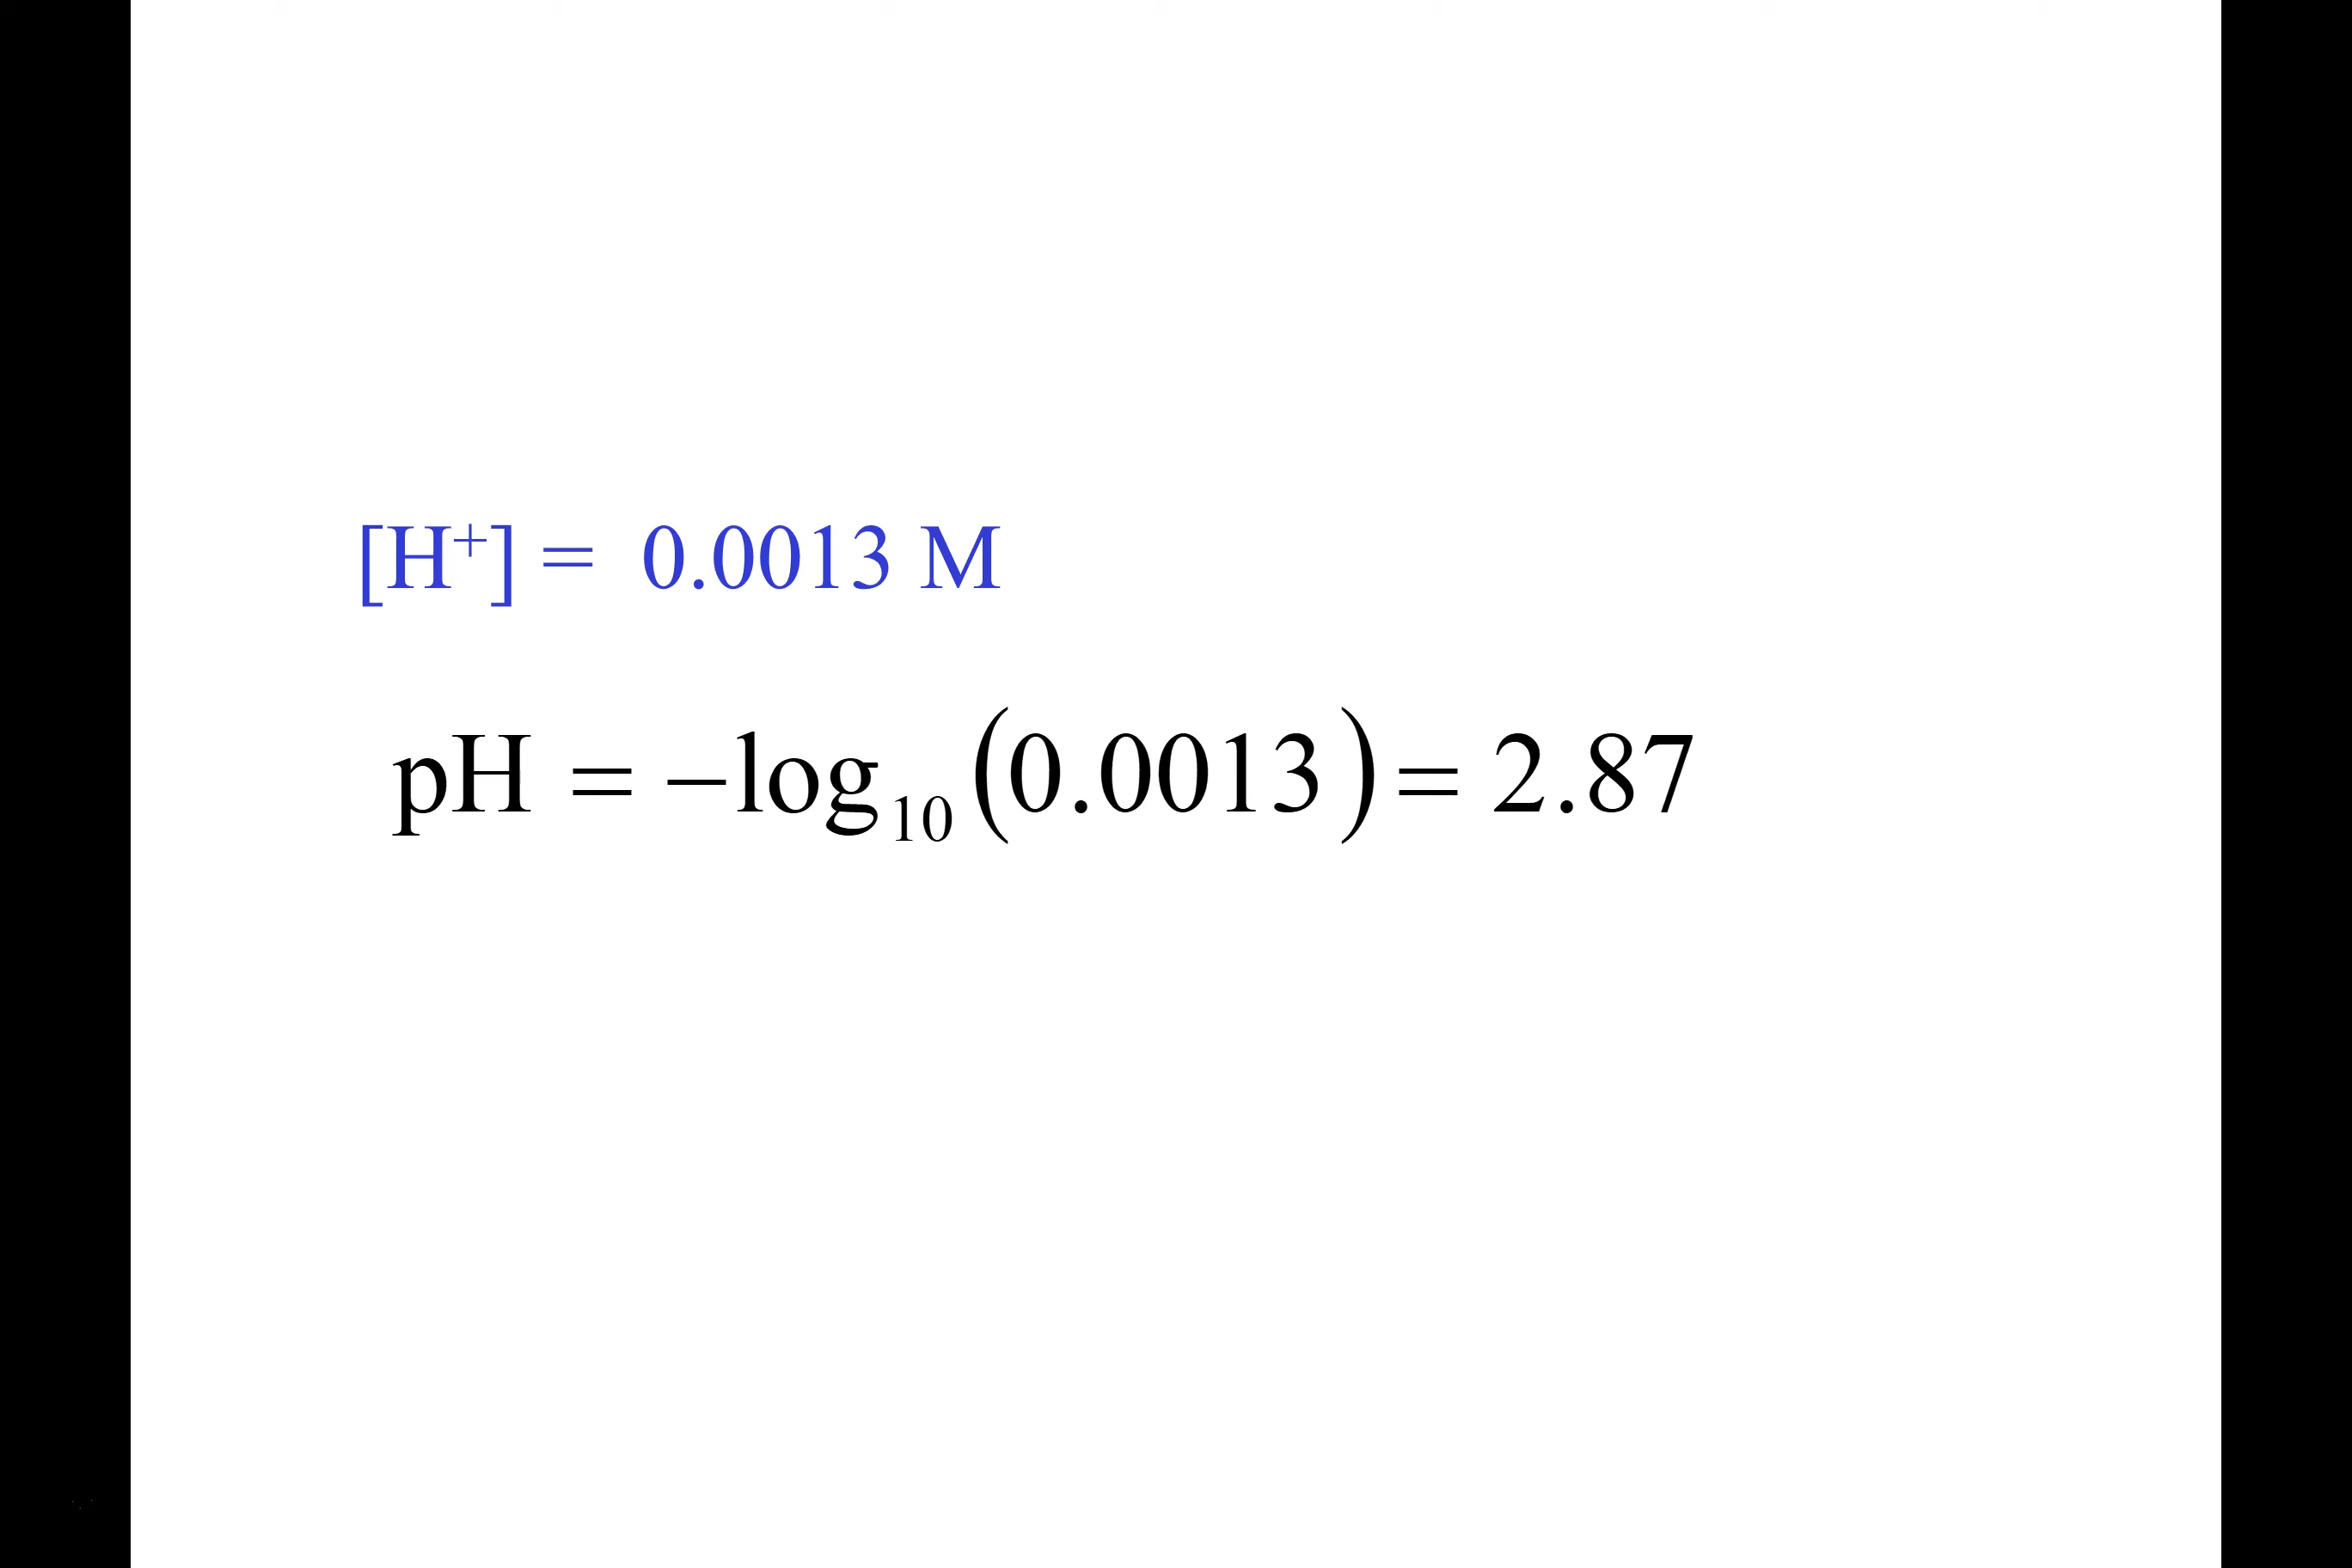 [H⁺] = 0.0013 M
pH = −log₁₀(0.0013) = 2.87